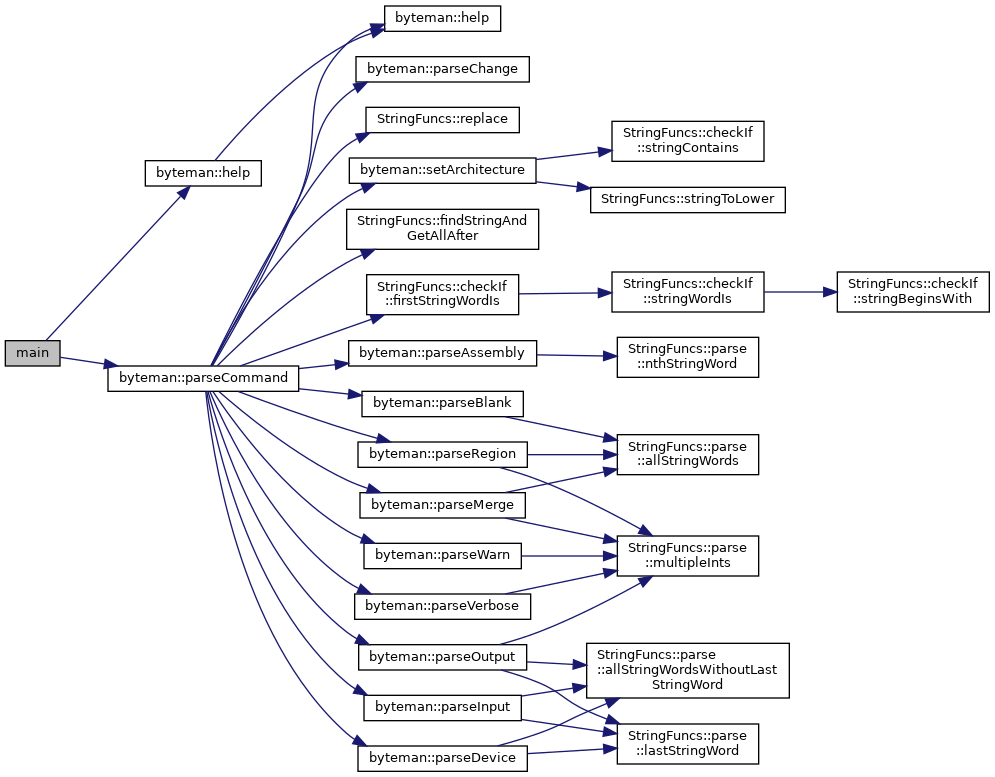 byteman::help
byteman::parseChange
StringFuncs::replace
StringFuncs::checkIf
::stringContains
byteman::help
byteman::setArchitecture
StringFuncs::stringToLower
StringFuncs::findStringAnd
GetAllAfter
StringFuncs::checkIf
::firstStringWordIs
StringFuncs::checkIf
::stringWordIs
StringFuncs::checkIf
::stringBeginsWith
main
byteman::parseAssembly
StringFuncs::parse
::nthStringWord
byteman::parseCommand
byteman::parseBlank
byteman::parseRegion
StringFuncs::parse
::allStringWords
byteman::parseMerge
byteman::parseWarn
StringFuncs::parse
::multipleInts
byteman::parseVerbose
byteman::parseOutput
StringFuncs::parse
::allStringWordsWithoutLast
StringWord
byteman::parseInput
byteman::parseDevice
StringFuncs::parse
::lastStringWord